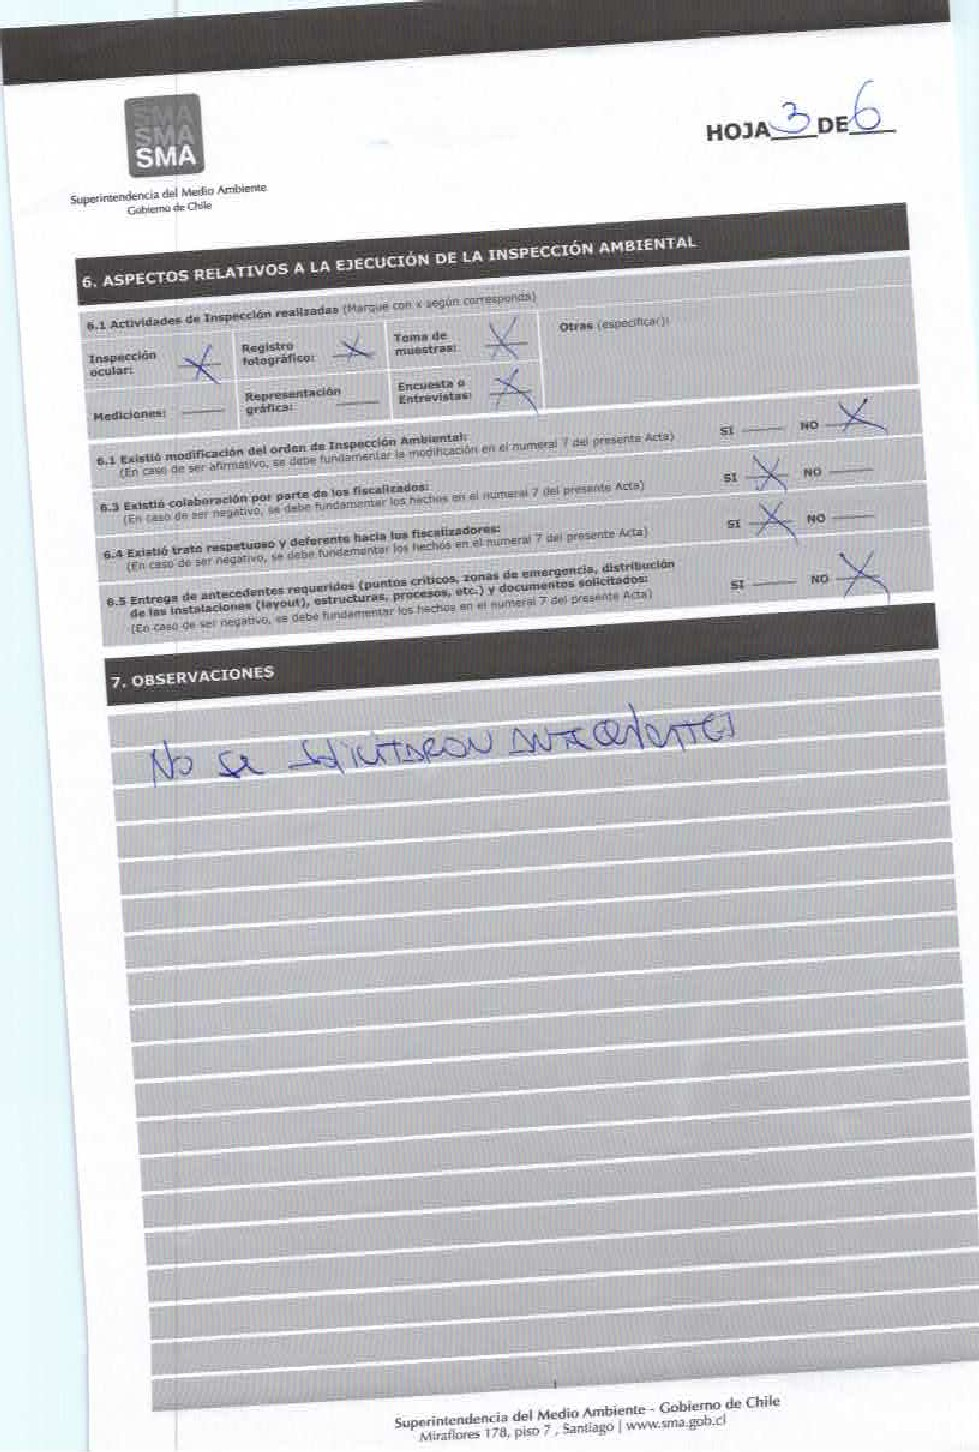 SMA
SMA
SMA
Superintendencia del Medio Ambiente
Gobierno de Chile
HOJA 3 DE 6
6. ASPECTOS RELATIVOS A LA EJECUCIÓN DE LA INSPECCIÓN AMBIENTAL
6.1 Actividades de Inspección realizadas (Marque con x según corresponda)
Inspección ocular: X
Registro fotográfico: X
Toma de muestras: X
Otras (especificar):
Mediciones: ____
Representación gráfica: ____
Encuesta o Entrevistas: X
6.1 Existió modificación del orden de Inspección Ambiental: SI ____ NO X
(En caso de ser afirmativo, se debe fundamentar la modificación en el numeral 7 del presente Acta)
6.3 Existió colaboración por parte de los fiscalizados: SI X NO ____
(En caso de ser negativo, se debe fundamentar los hechos en el numeral 7 del presente Acta)
6.4 Existió trato respetuoso y deferente hacia los fiscalizadores: SI X NO ____
(En caso de ser negativo, se debe fundamentar los hechos en el numeral 7 del presente Acta)
6.5 Entrega de antecedentes requeridos (puntos críticos, zonas de emergencia, distribución
de las instalaciones (layout), estructuras, procesos, etc.) y documentos solicitados: SI ____ NO X
(En caso de ser negativo, se debe fundamentar los hechos en el numeral 7 del presente Acta)
7. OBSERVACIONES
No se solicitaron antecedentes
Superintendencia del Medio Ambiente - Gobierno de Chile
Miraflores 178, piso 7, Santiago | www.sma.gob.cl